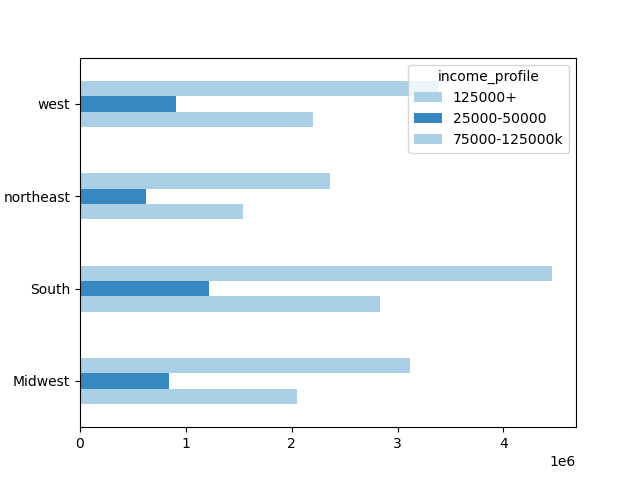 income_profile
125000+
25000-50000
75000-125000k
west
northeast
South
Midwest
0 1 2 3 4
1e6